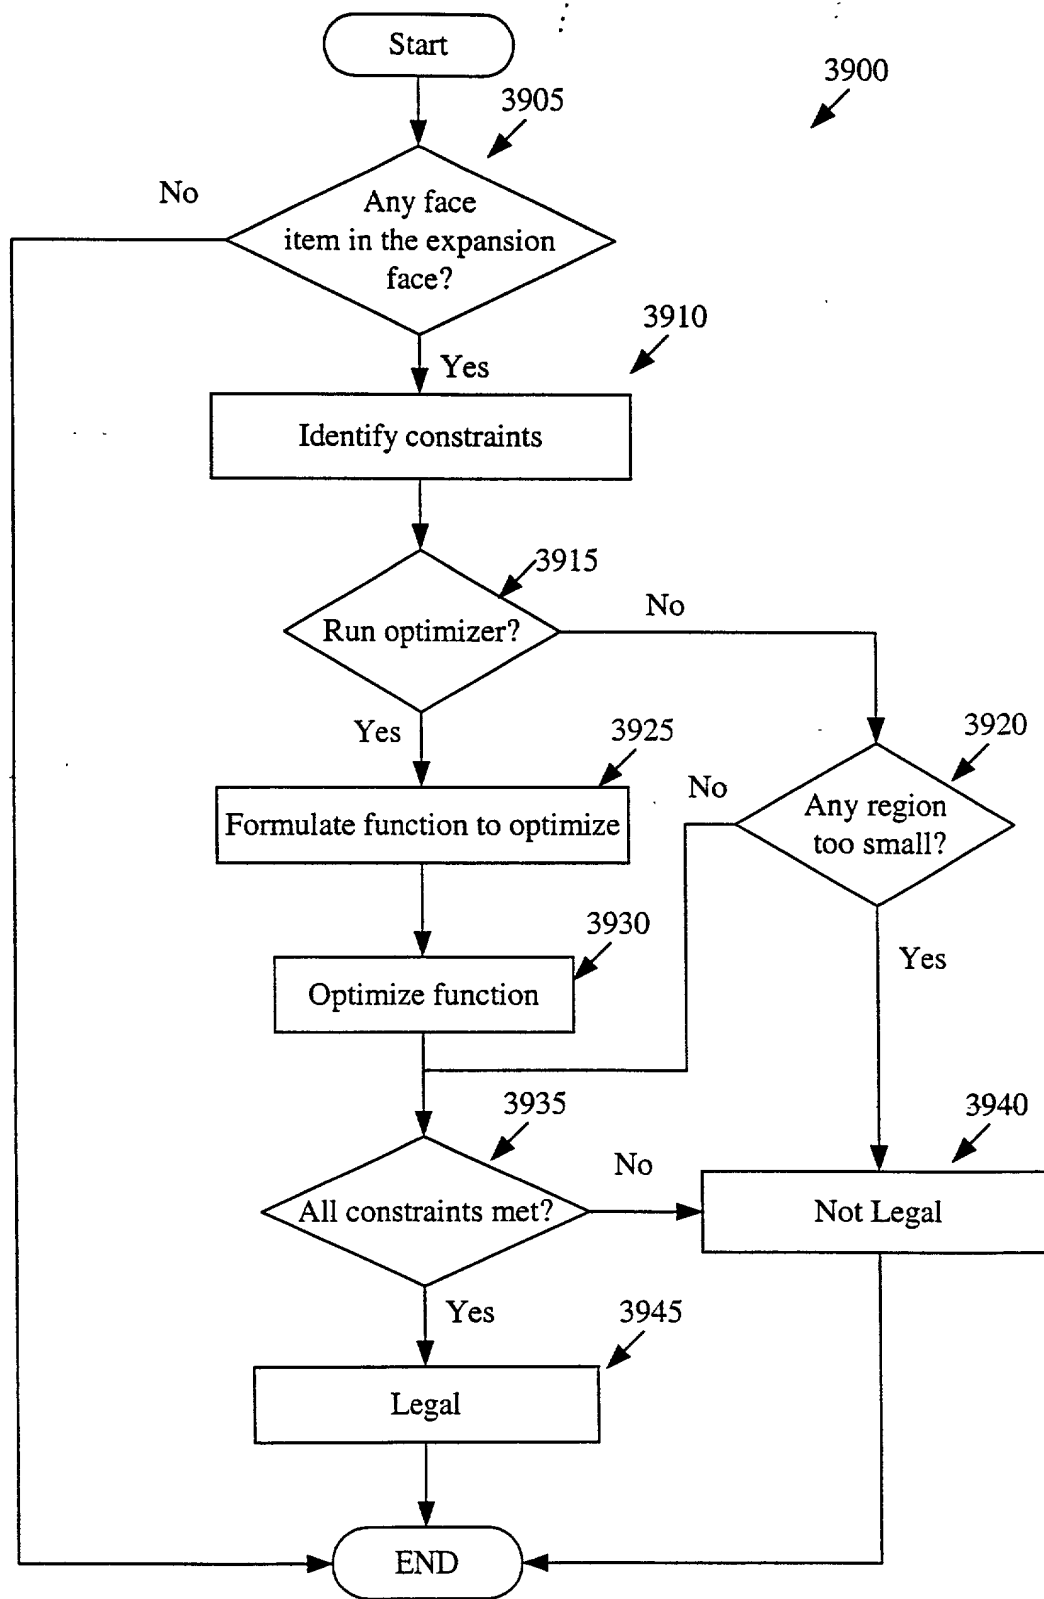 Start
3900
3905
No
Any face
item in the expansion
face?
3910
Yes
Identify constraints
3915
No
Run optimizer?
Yes
3925
3920
No
Any region
too small?
Formulate function to optimize
3930
Yes
Optimize function
3935
3940
No
All constraints met?
Not Legal
Yes
3945
Legal
END